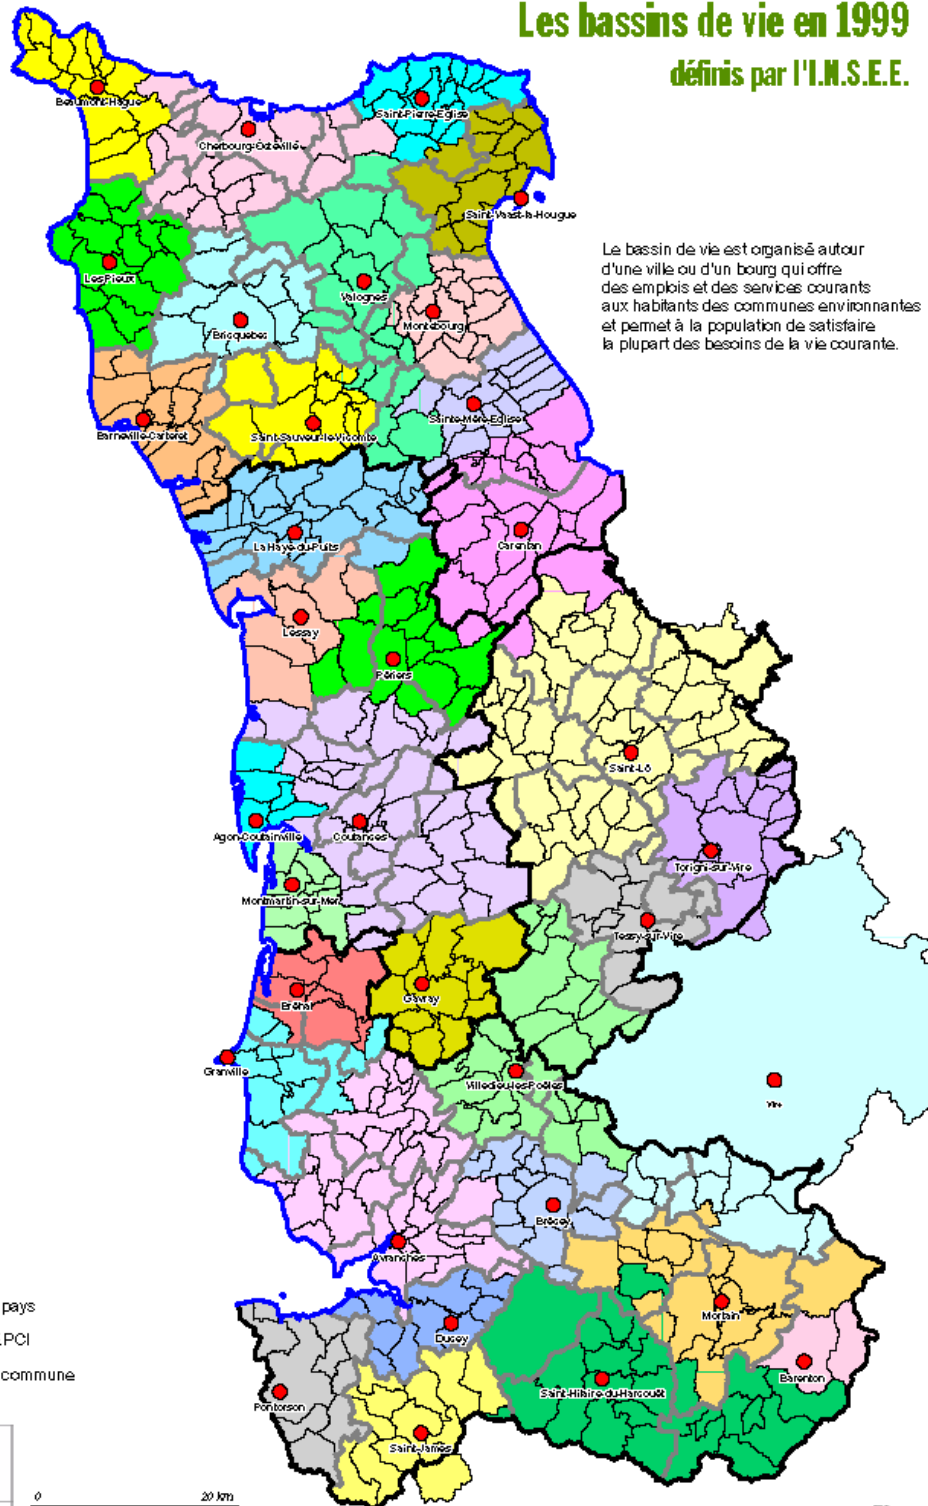 Les bassins de vie en 1999
définis par l'I.N.S.E.E.
Beaumont-Hague
Saint-Pierre-Eglise
Cherbourg-Octeville
Saint-Vaast-la-Hougue
Le bassin de vie est organisé autour
d'une ville ou d'un bourg qui offre
des emplois et des services courants
aux habitants des communes environnantes
et permet à la population de satisfaire
la plupart des besoins de la vie courante.
Les Pieux
Valognes
Montebourg
Bricquebec
Sainte-Mère-Eglise
Barneville-Carteret
Saint-Sauveur-le-Vicomte
La Haye-du-Puits
Carentan
Lessay
Périers
Saint-Lô
Agon-Coutainville
Coutances
Torigni-sur-Vire
Montmartin-sur-Mer
Tessy-sur-Vire
Bréhal
Gavray
Granville
Villedieu-les-Poêles
Vire
Brécey
Avranches
pays
.PCI
Mortain
Ducey
commune
Barenton
Pontorson
Saint-Hilaire-du-Harcouët
Saint-James
0 20 km